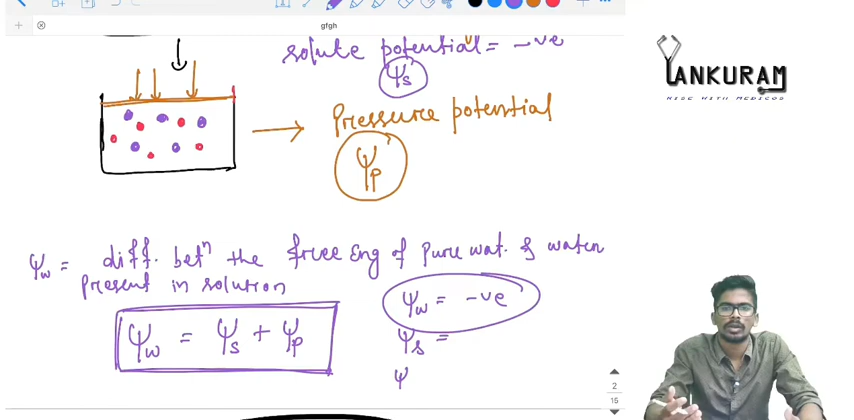 gfgh
solute potential = -ve
Ψs
Pressure potential
Ψp
YANKURAM
RISE WITH MEDICOS
Ψw = diff. betn the free Eng of pure wat. & water
present in solution
Ψw = -ve
Ψw = Ψs + Ψp
Ψs =
Ψ
2
15